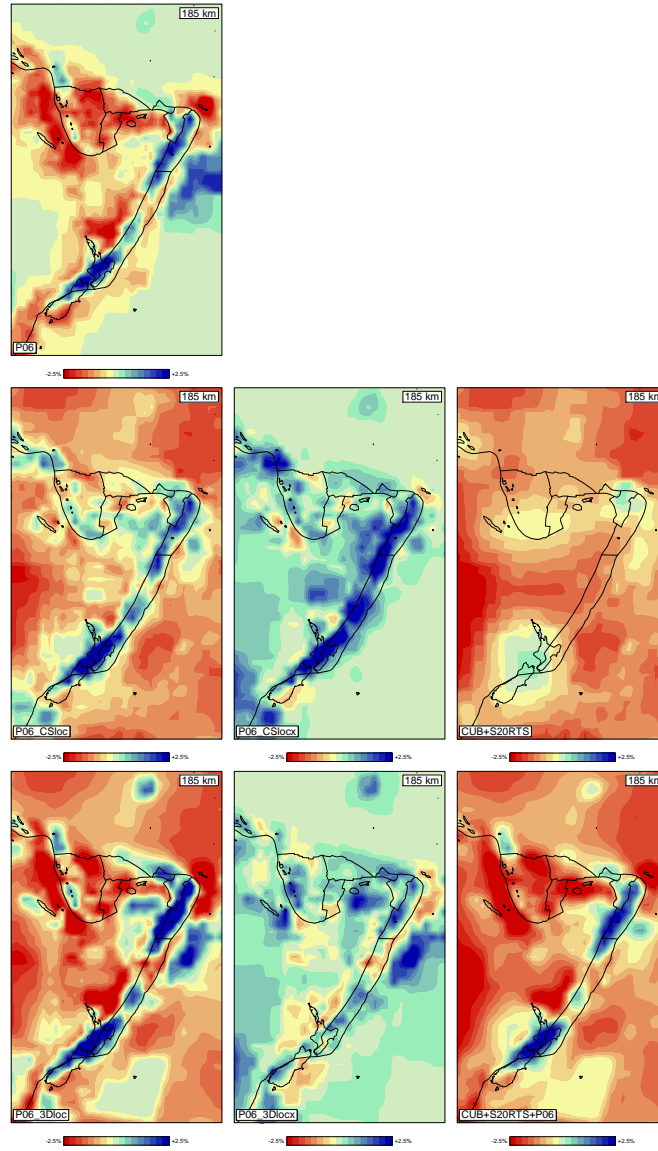 185 km
P06
-2.5% +2.5%
185 km 185 km 185 km
P06_CSloc P06_CSlocx CUB+S20RTS
-2.5% +2.5% -2.5% +2.5% -2.5% +2.5%
185 km 185 km 185 km
P06_3Dloc P06_3Dlocx CUB+S20RTS+P06
-2.5% +2.5% -2.5% +2.5% -2.5% +2.5%